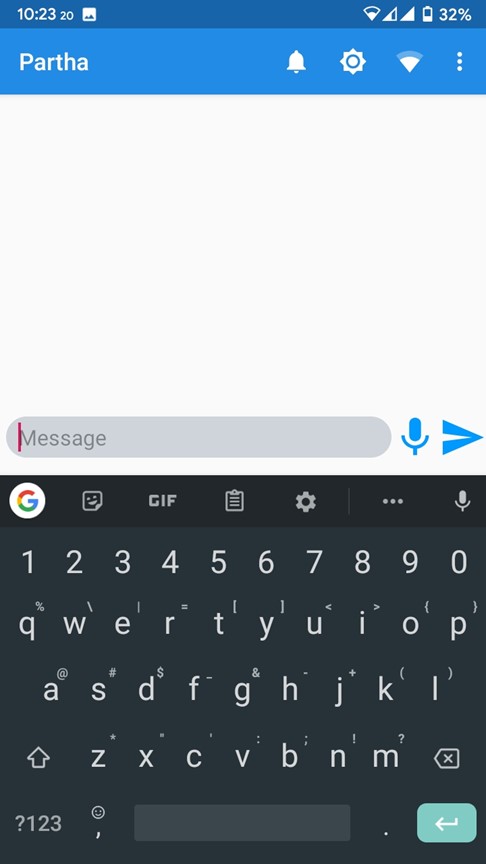 10:23 20 32%
Partha
Message
GIF
1 2 3 4 5 6 7 8 9 0
% \ | = [ ] < > { }
q w e r t y u i o p
@ # $ _ & - + ( )
a s d f g h j k l
* " ' : ; ! ?
z x c v b n m
?123 , .